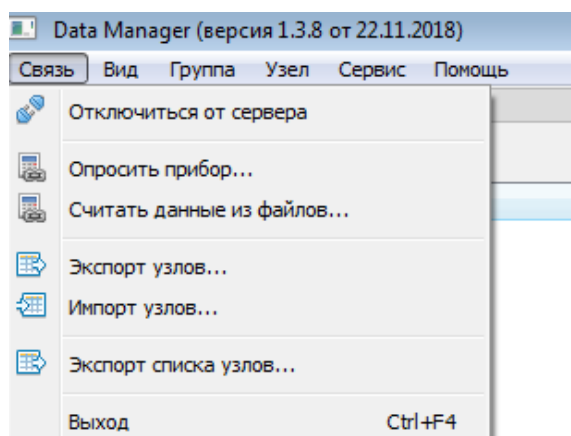 Data Manager (версия 1.3.8 от 22.11.2018)
Связь Вид Группа Узел Сервис Помощь
Отключиться от сервера
Опросить прибор...
Считать данные из файлов...
Экспорт узлов...
Импорт узлов...
Экспорт списка узлов...
Выход Ctrl+F4